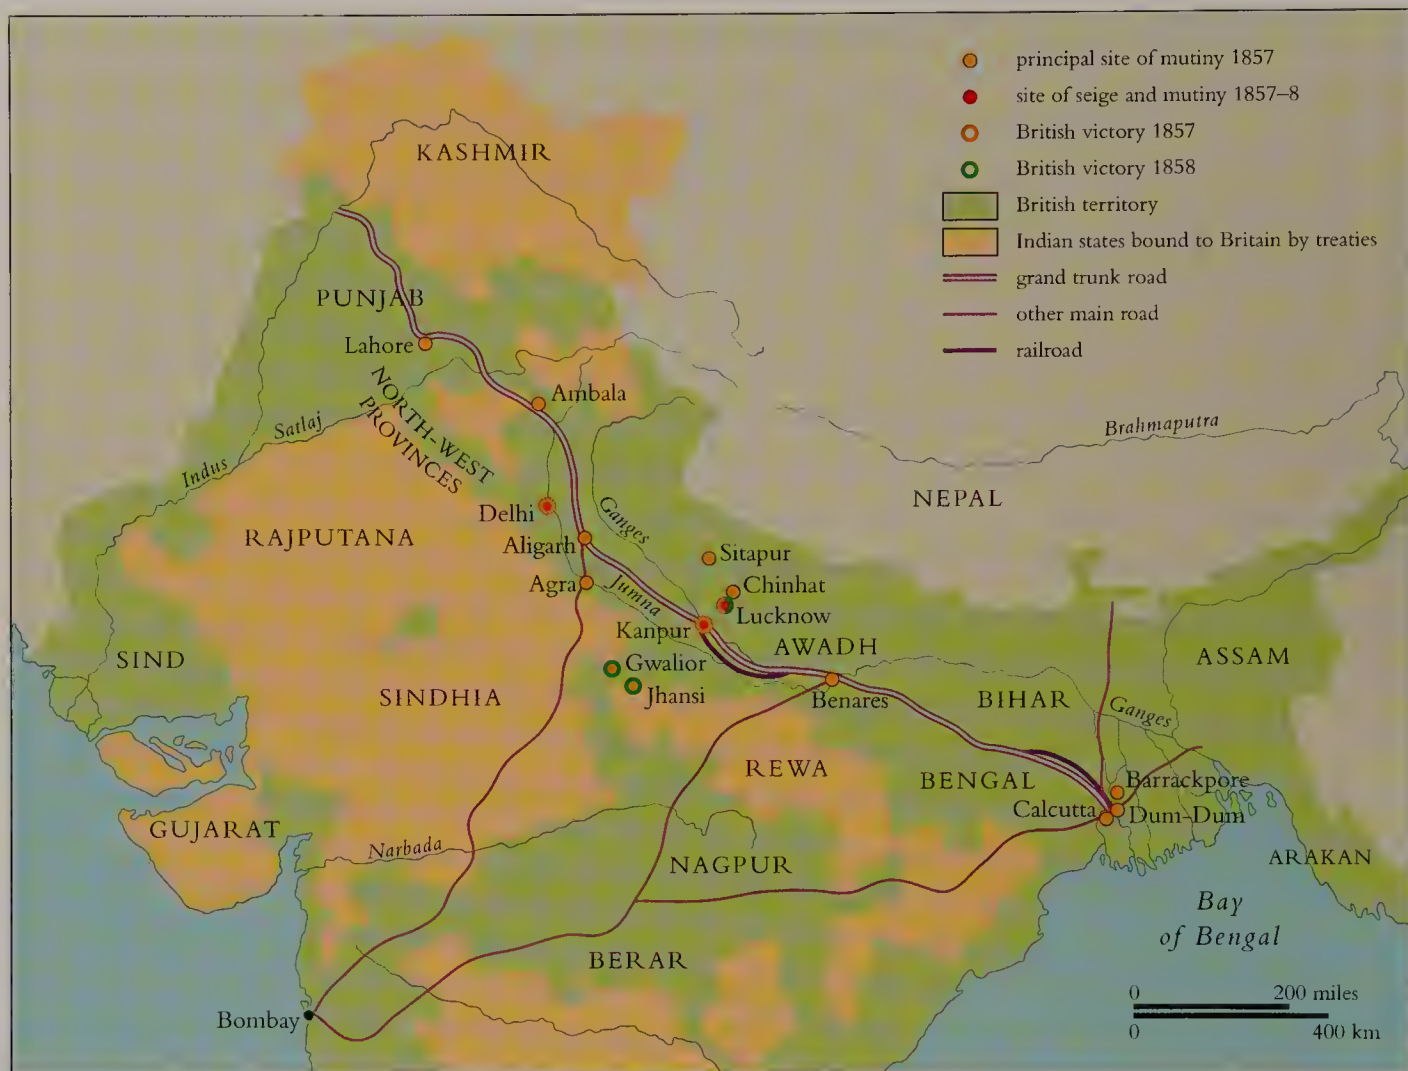 principal site of mutiny 1857
site of seige and mutiny 1857–8
British victory 1857
British victory 1858
British territory
Indian states bound to Britain by treaties
grand trunk road
other main road
railroad
KASHMIR
PUNJAB
Lahore
NORTH-WEST
PROVINCES
Ambala
Satlaj
Indus
Brahmaputra
NEPAL
Delhi
Ganges
RAJPUTANA
Aligarh
Sitapur
Agra
Jumna
Chinhat
Lucknow
Kanpur
AWADH
SIND
Gwalior
ASSAM
SINDHIA
Jhansi
Benares
BIHAR
Ganges
REWA
BENGAL
Barrackpore
Calcutta
Dum-Dum
GUJARAT
Narbada
NAGPUR
ARAKAN
Bay
of Bengal
BERAR
Bombay
0 200 miles
0 400 km